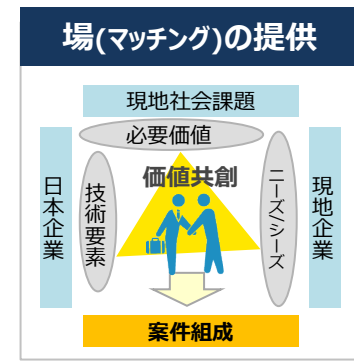 場(マッチング)の提供
現地社会課題
必要価値
日本企業
技術要素
価値共創
ニーズ/シーズ
現地企業
案件組成